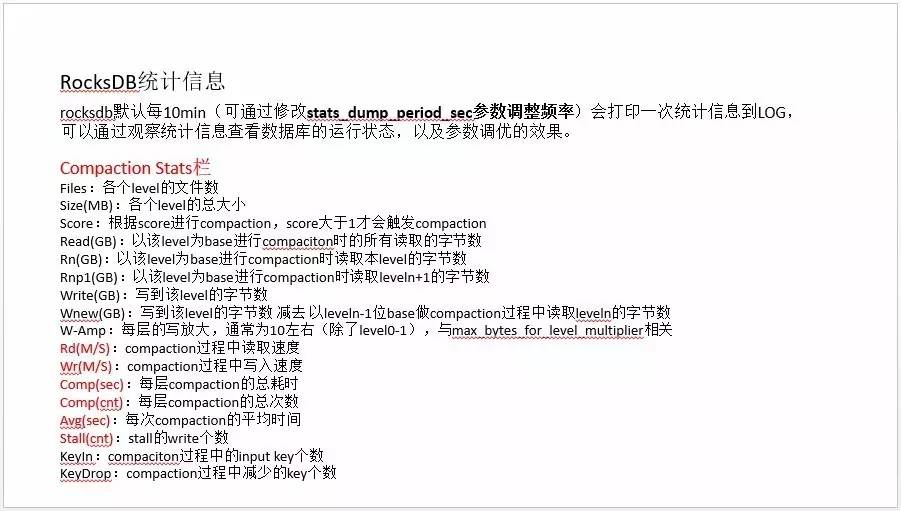 RocksDB统计信息
rocksdb默认每10min（可通过修改stats_dump_period_sec参数调整频率）会打印一次统计信息到LOG，
可以通过观察统计信息查看数据库的运行状态，以及参数调优的效果。
Compaction Stats栏
Files：各个level的文件数
Size(MB)：各个level的总大小
Score：根据score进行compaction，score大于1才会触发compaction
Read(GB)：以该level为base进行compaciton时的所有读取的字节数
Rn(GB)：以该level为base进行compaction时读取本level的字节数
Rnp1(GB)：以该level为base进行compaction时读取leveln+1的字节数
Write(GB)：写到该level的字节数
Wnew(GB)：写到该level的字节数 减去 以leveln-1位base做compaction过程中读取leveln的字节数
W-Amp：每层的写放大，通常为10左右（除了level0-1），与max_bytes_for_level_multiplier相关
Rd(M/S)：compaction过程中读取速度
Wr(M/S)：compaction过程中写入速度
Comp(sec)：每层compaction的总耗时
Comp(cnt)：每层compaction的总次数
Avg(sec)：每次compaction的平均时间
Stall(cnt)：stall的write个数
KeyIn：compaciton过程中的input key个数
KeyDrop：compaction过程中减少的key个数